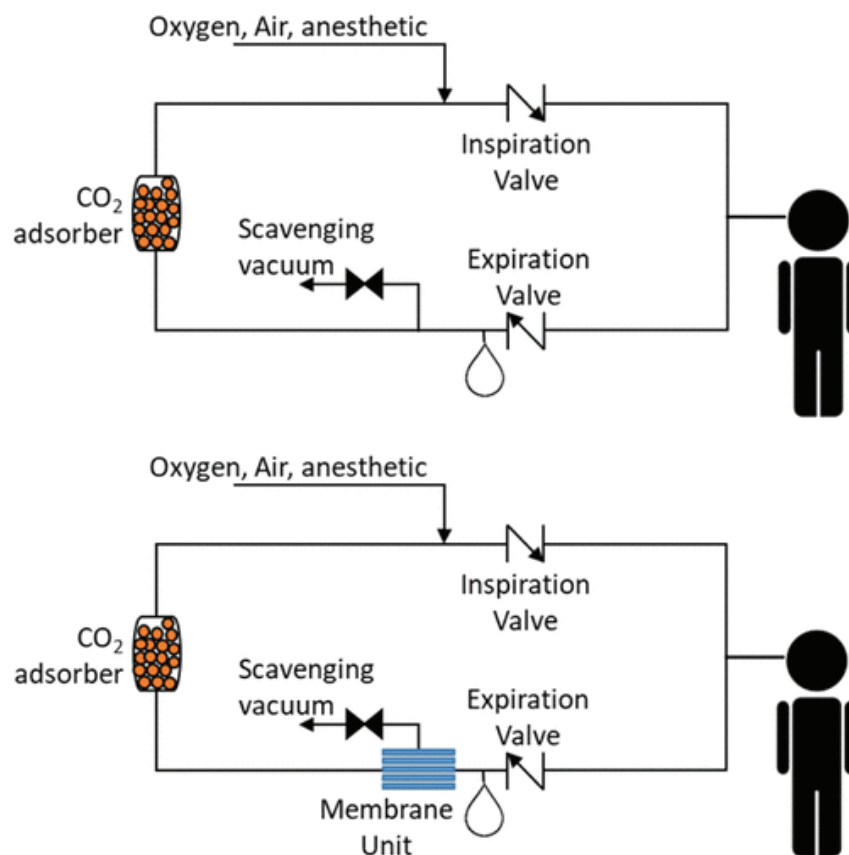 Oxygen, Air, anesthetic
Inspiration
Valve
CO₂
adsorber
Scavenging
vacuum
Expiration
Valve
Oxygen, Air, anesthetic
Inspiration
Valve
CO₂
adsorber
Scavenging
vacuum
Expiration
Valve
Membrane
Unit